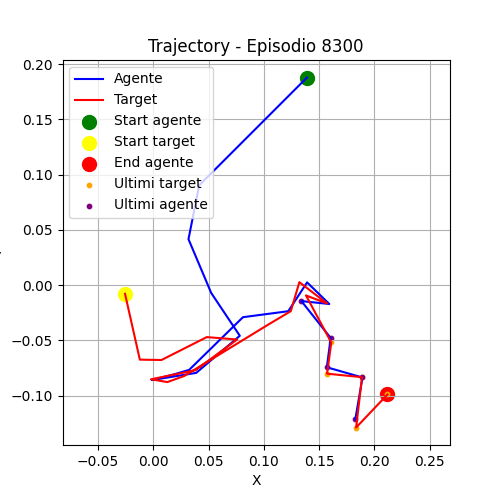 Trajectory - Episodio 8300
Agente
Target
Start agente
Start target
End agente
Ultimi target
Ultimi agente
0.20
0.15
0.10
0.05
0.00
−0.05
−0.10
−0.05
0.00
0.05
0.10
0.15
0.20
0.25
X